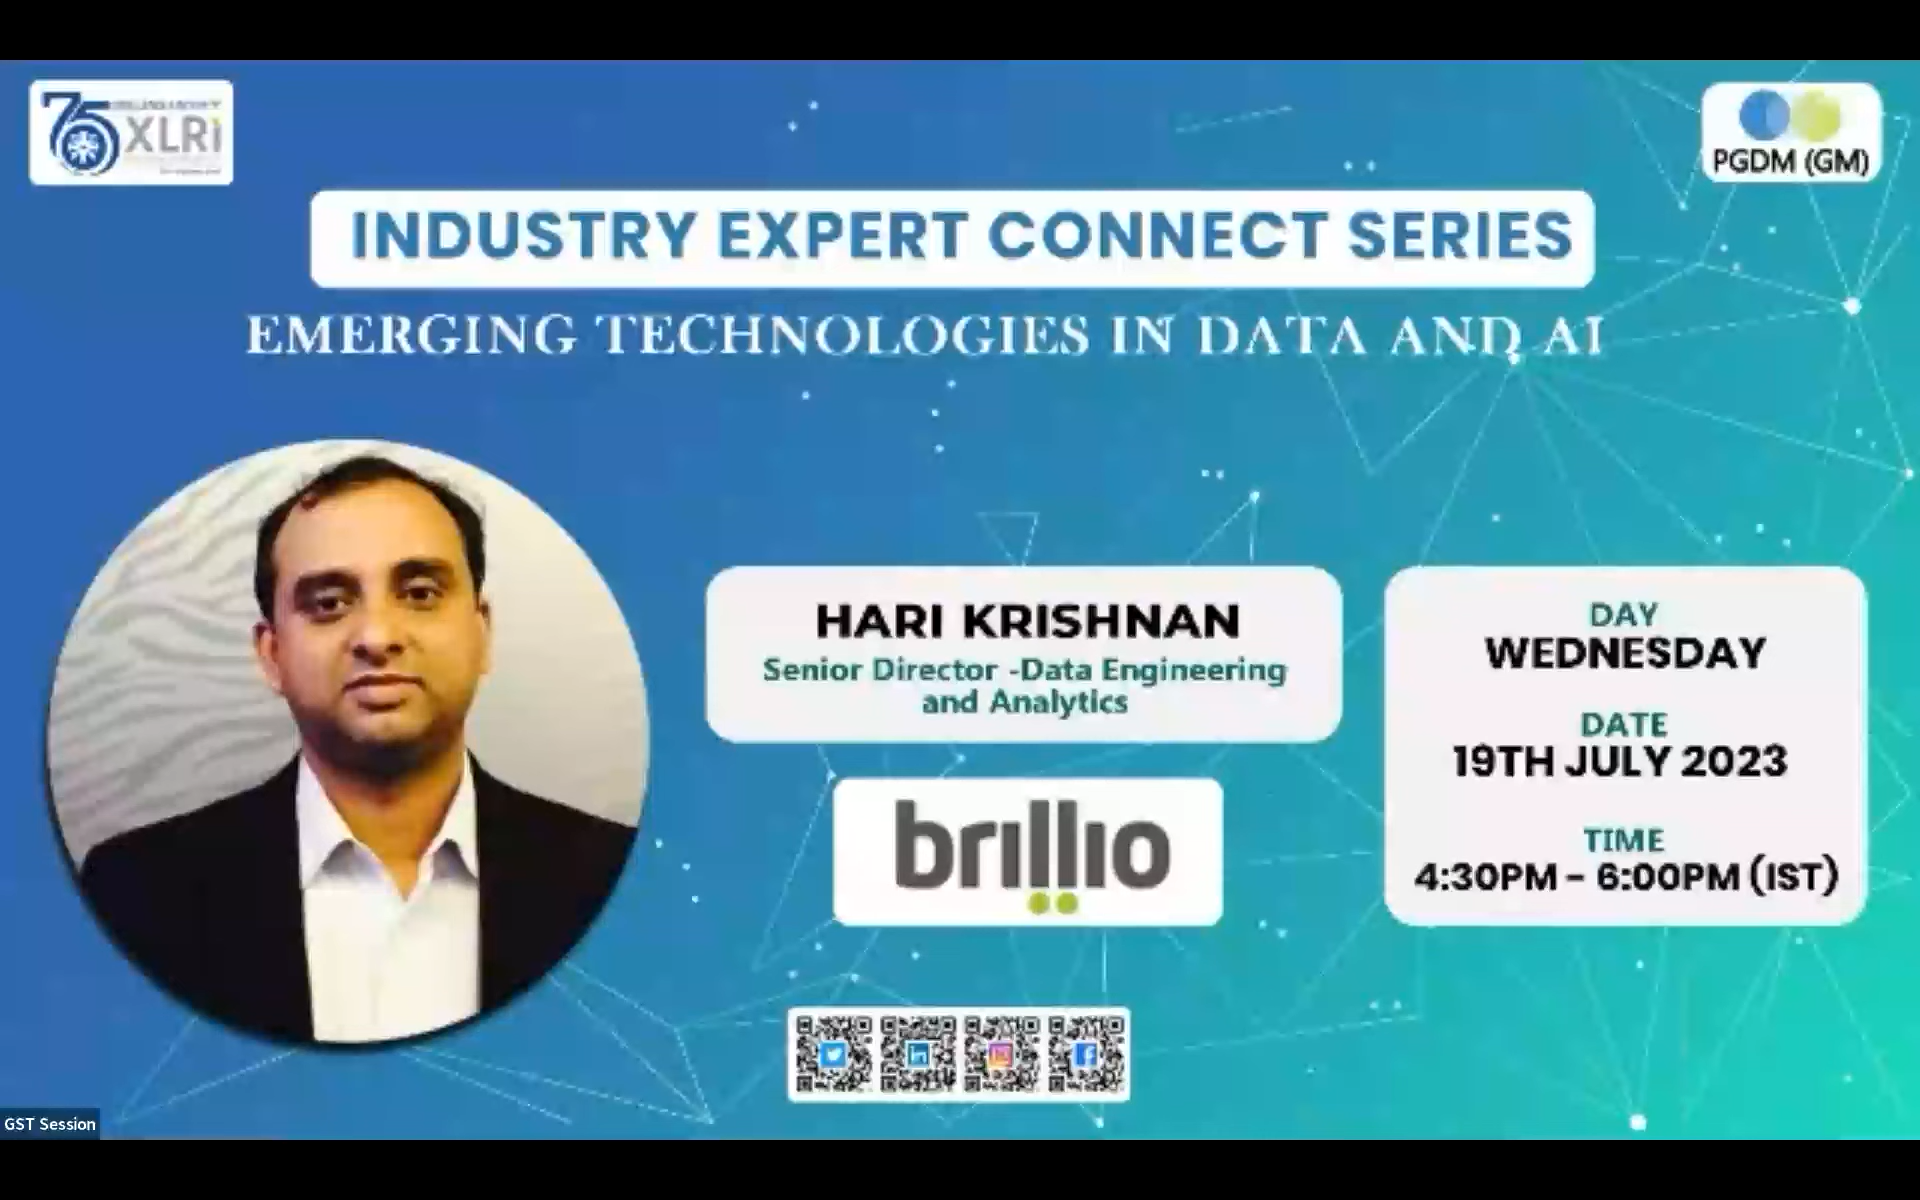 75
XLRI
PGDM (GM)
INDUSTRY EXPERT CONNECT SERIES
EMERGING TECHNOLOGIES IN DATA AND AI
HARI KRISHNAN
Senior Director -Data Engineering
and Analytics
brillio
DAY
WEDNESDAY
DATE
19TH JULY 2023
TIME
4:30PM - 6:00PM (IST)
GST Session